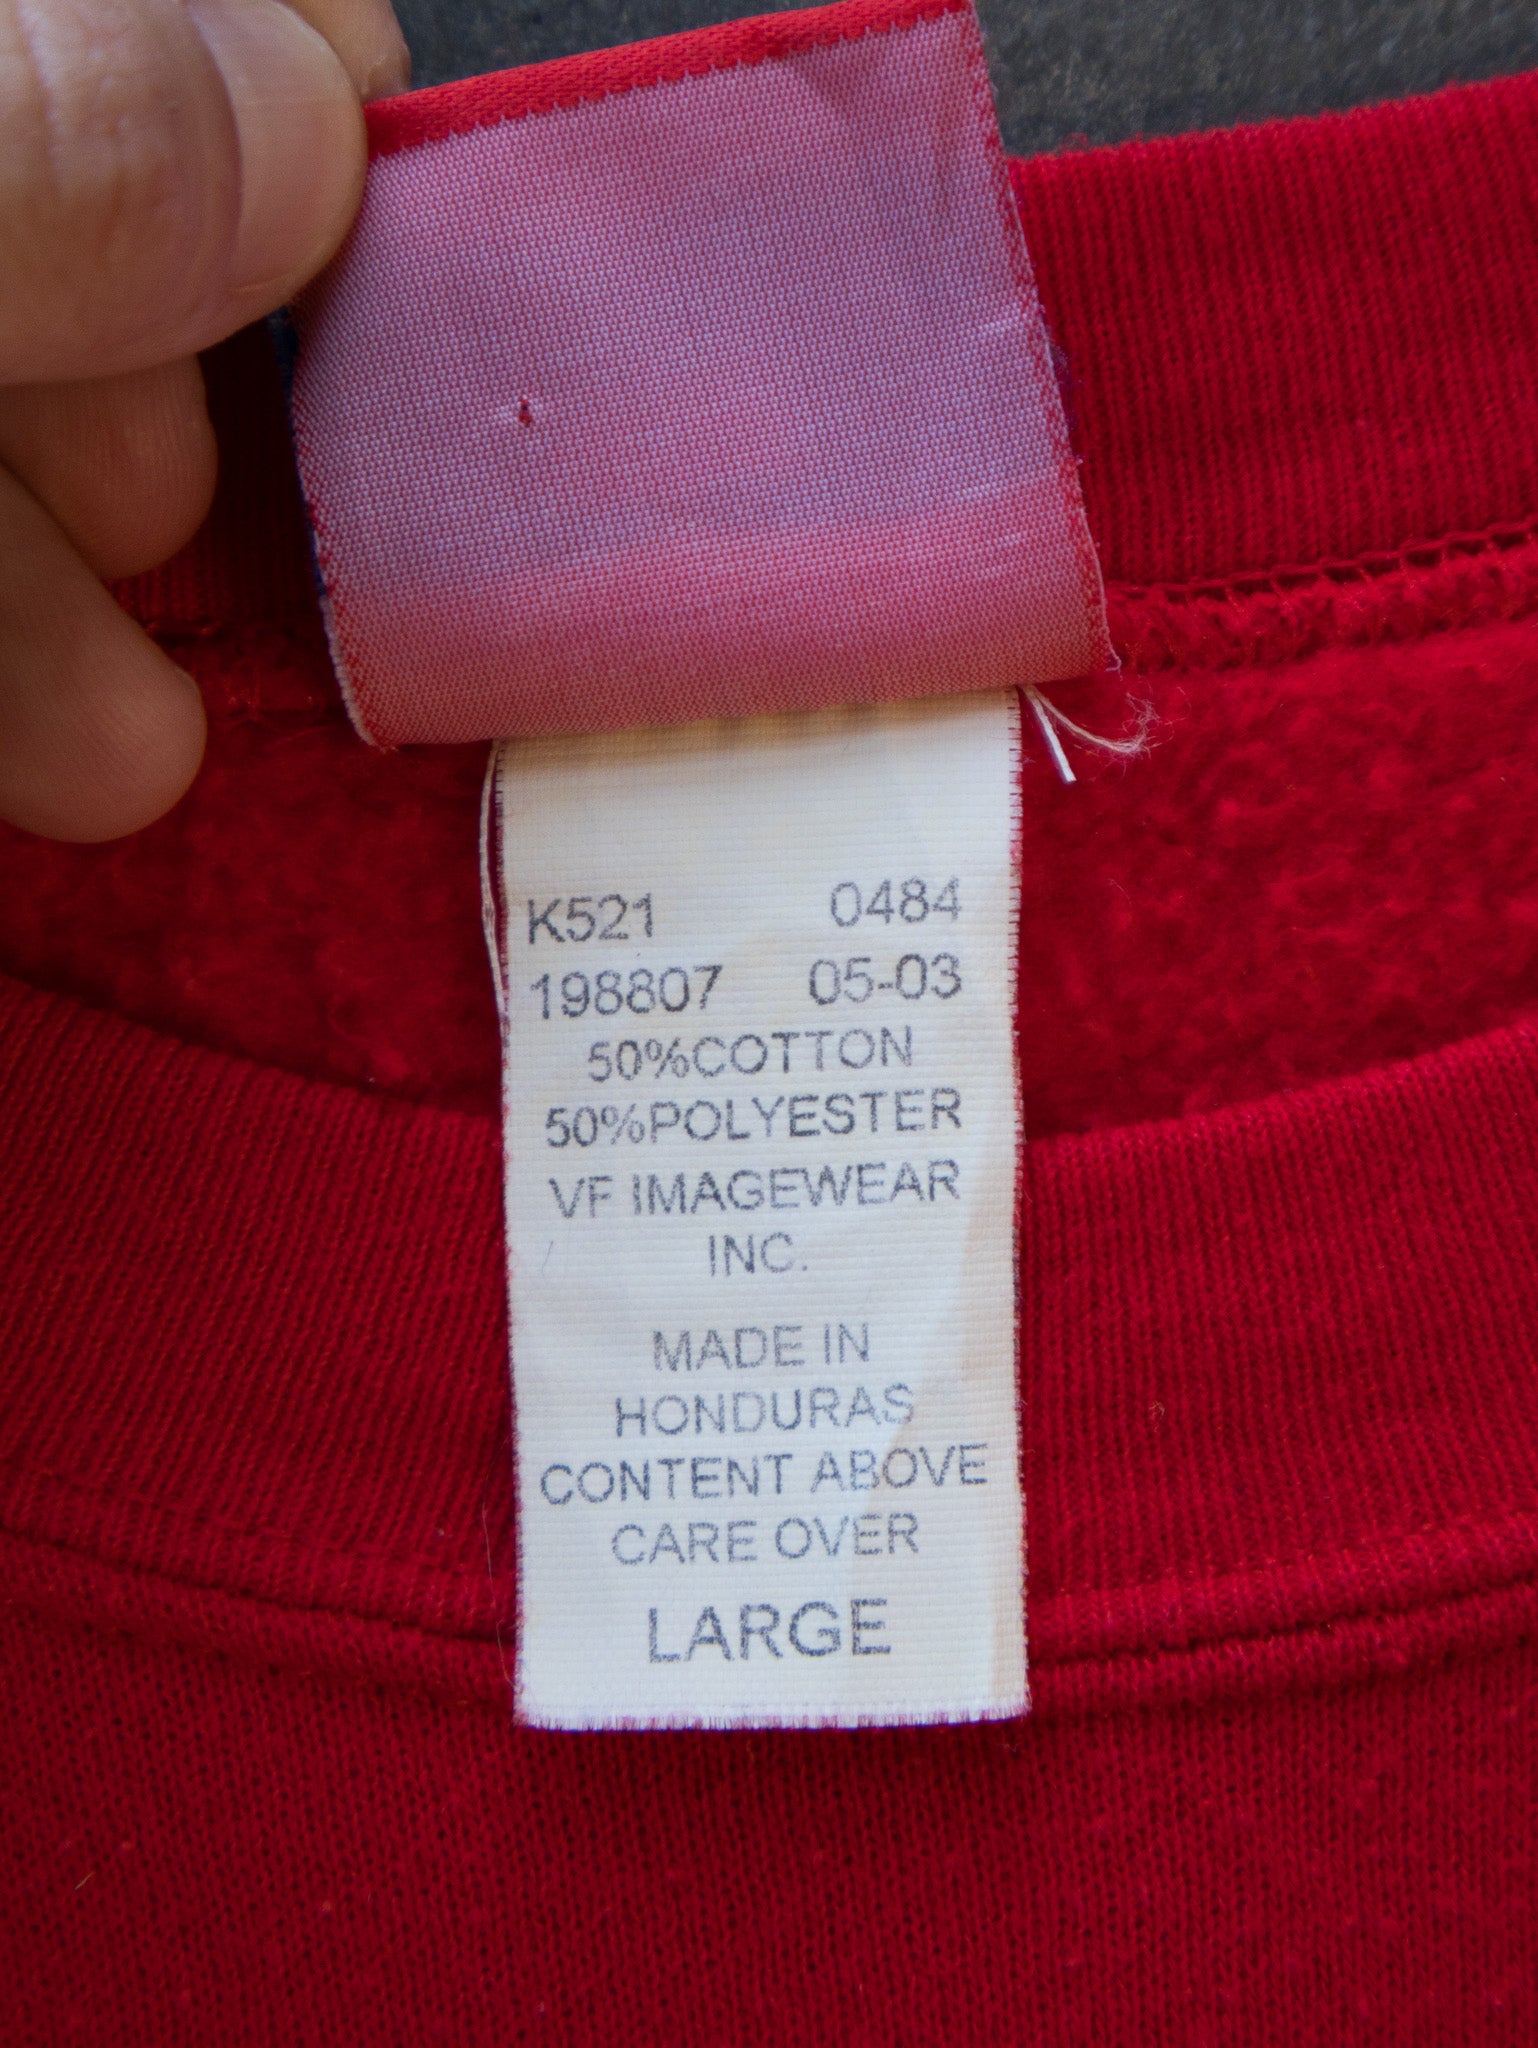 K521 0484
198807 05-03
50%COTTON
50%POLYESTER
VF IMAGEWEAR
INC.
MADE IN
HONDURAS
CONTENT ABOVE
CARE OVER
LARGE